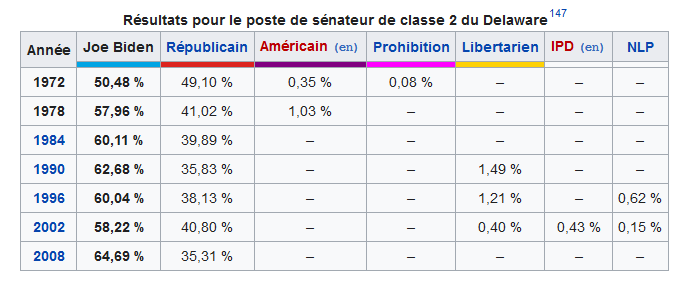 Résultats pour le poste de sénateur de classe 2 du Delaware147
Année Joe Biden Républicain Américain (en) Prohibition Libertarien IPD (en) NLP
1972 50,48 % 49,10 % 0,35 % 0,08 % – – –
1978 57,96 % 41,02 % 1,03 % – – – –
1984 60,11 % 39,89 % – – – – –
1990 62,68 % 35,83 % – – 1,49 % – –
1996 60,04 % 38,13 % – – 1,21 % – 0,62 %
2002 58,22 % 40,80 % – – 0,40 % 0,43 % 0,15 %
2008 64,69 % 35,31 % – – – – –